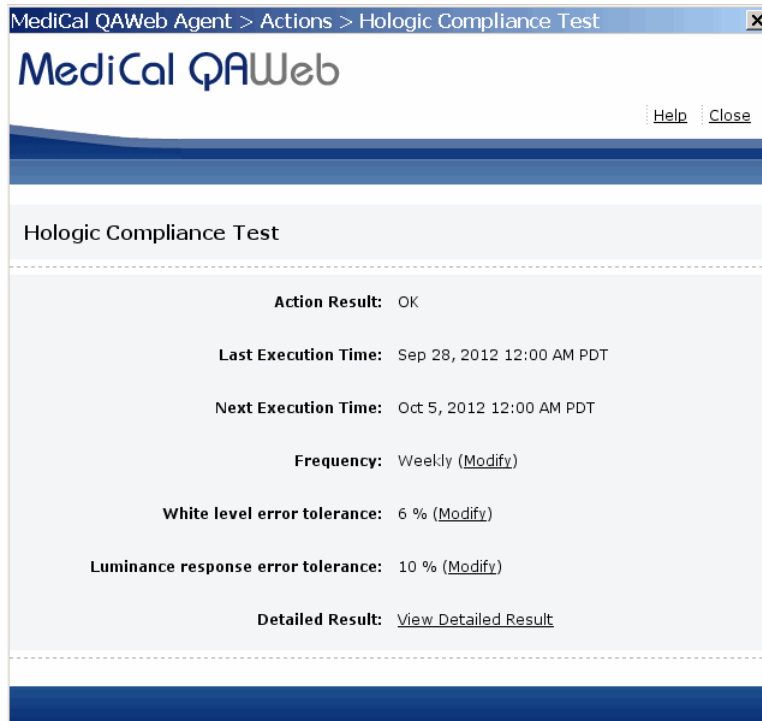 MediCal QAWeb Agent > Actions > Hologic Compliance Test
MediCal QAWeb
Help Close
Hologic Compliance Test
Action Result: OK
Last Execution Time: Sep 28, 2012 12:00 AM PDT
Next Execution Time: Oct 5, 2012 12:00 AM PDT
Frequency: Weekly (Modify)
White level error tolerance: 6 % (Modify)
Luminance response error tolerance: 10 % (Modify)
Detailed Result: View Detailed Result